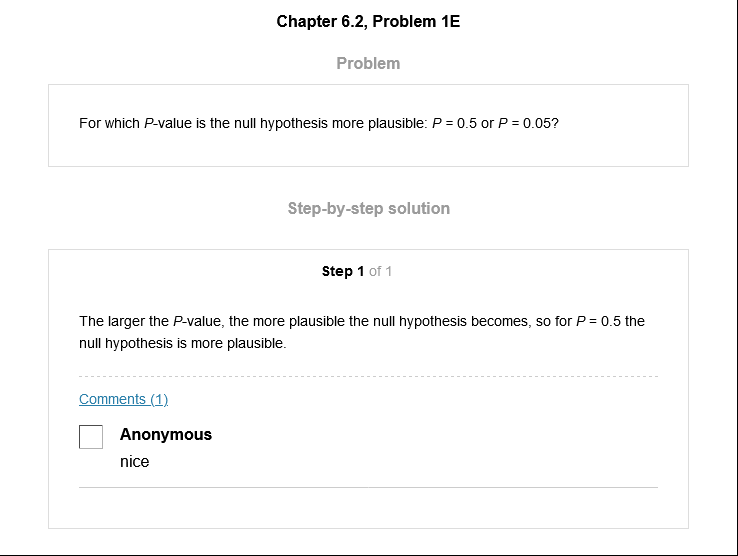 Chapter 6.2, Problem 1E
Problem
For which P-value is the null hypothesis more plausible: P = 0.5 or P = 0.05?
Step-by-step solution
Step 1 of 1
The larger the P-value, the more plausible the null hypothesis becomes, so for P = 0.5 the
null hypothesis is more plausible.
Comments (1)
Anonymous
nice